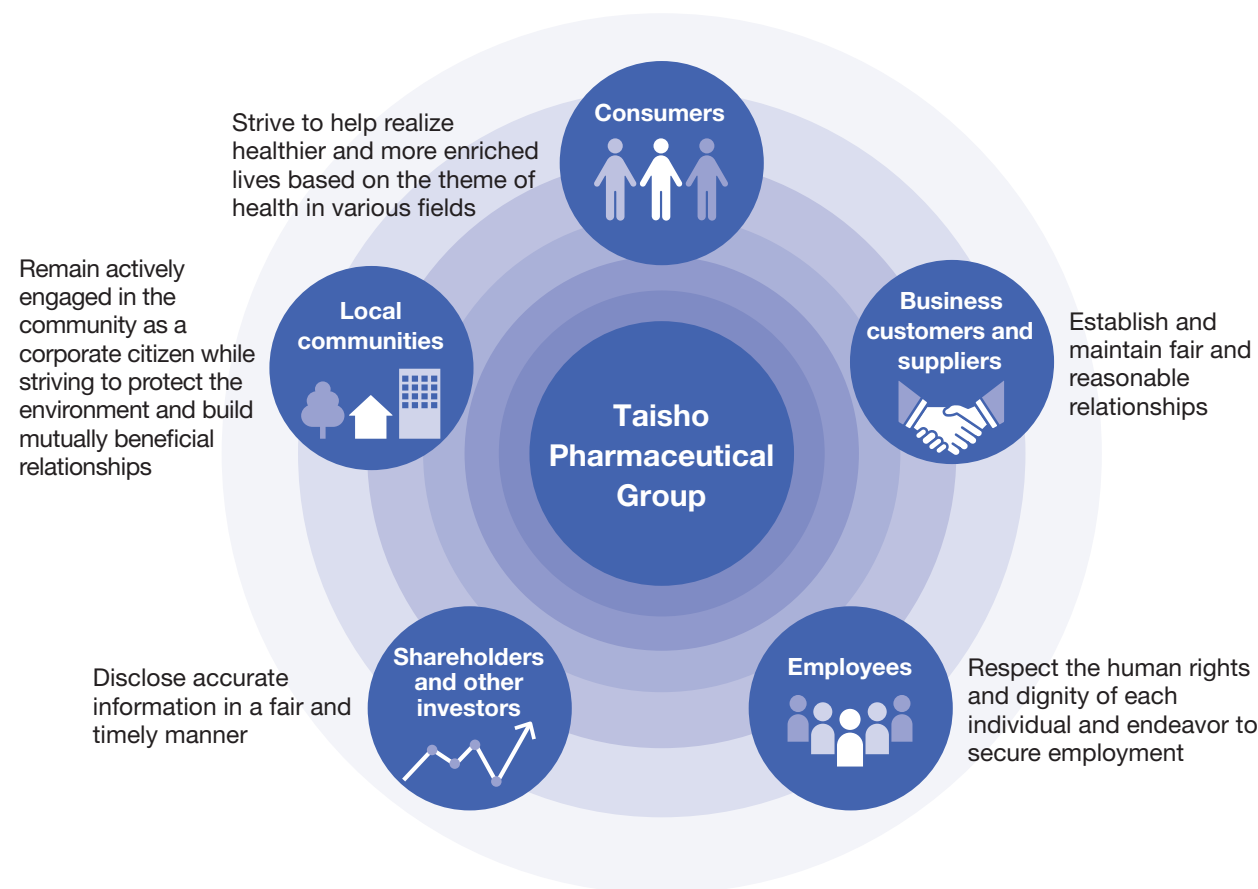 Consumers
Strive to help realize
healthier and more enriched
lives based on the theme of
health in various fields
Local
communities
Remain actively
engaged in the
community as a
corporate citizen while
striving to protect the
environment and build
mutually beneficial
relationships
Business
customers and
suppliers
Establish and
maintain fair and
reasonable
relationships
Taisho
Pharmaceutical
Group
Shareholders
and other
investors
Disclose accurate
information in a fair and
timely manner
Employees
Respect the human rights
and dignity of each
individual and endeavor to
secure employment